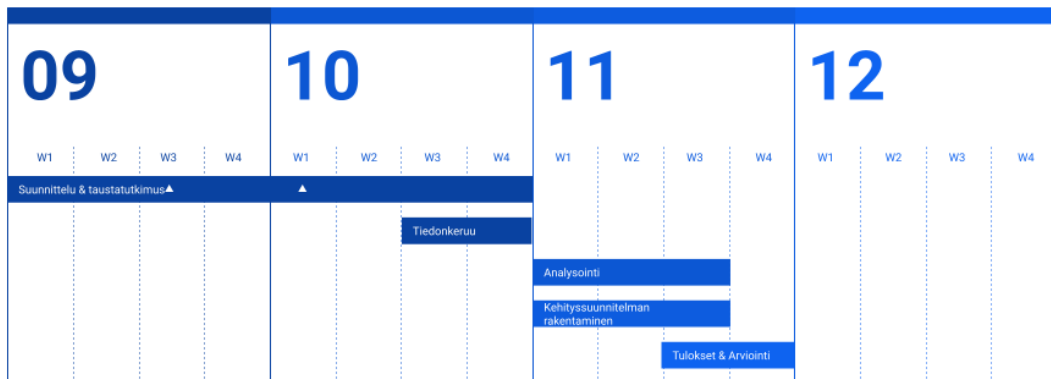 09
10
11
12
W1 W2 W3 W4 W1 W2 W3 W4 W1 W2 W3 W4 W1 W2 W3 W4
Suunnittelu & taustatutkimus
Tiedonkeruu
Analysointi
Kehityssuunnitelman
rakentaminen
Tulokset & Arviointi